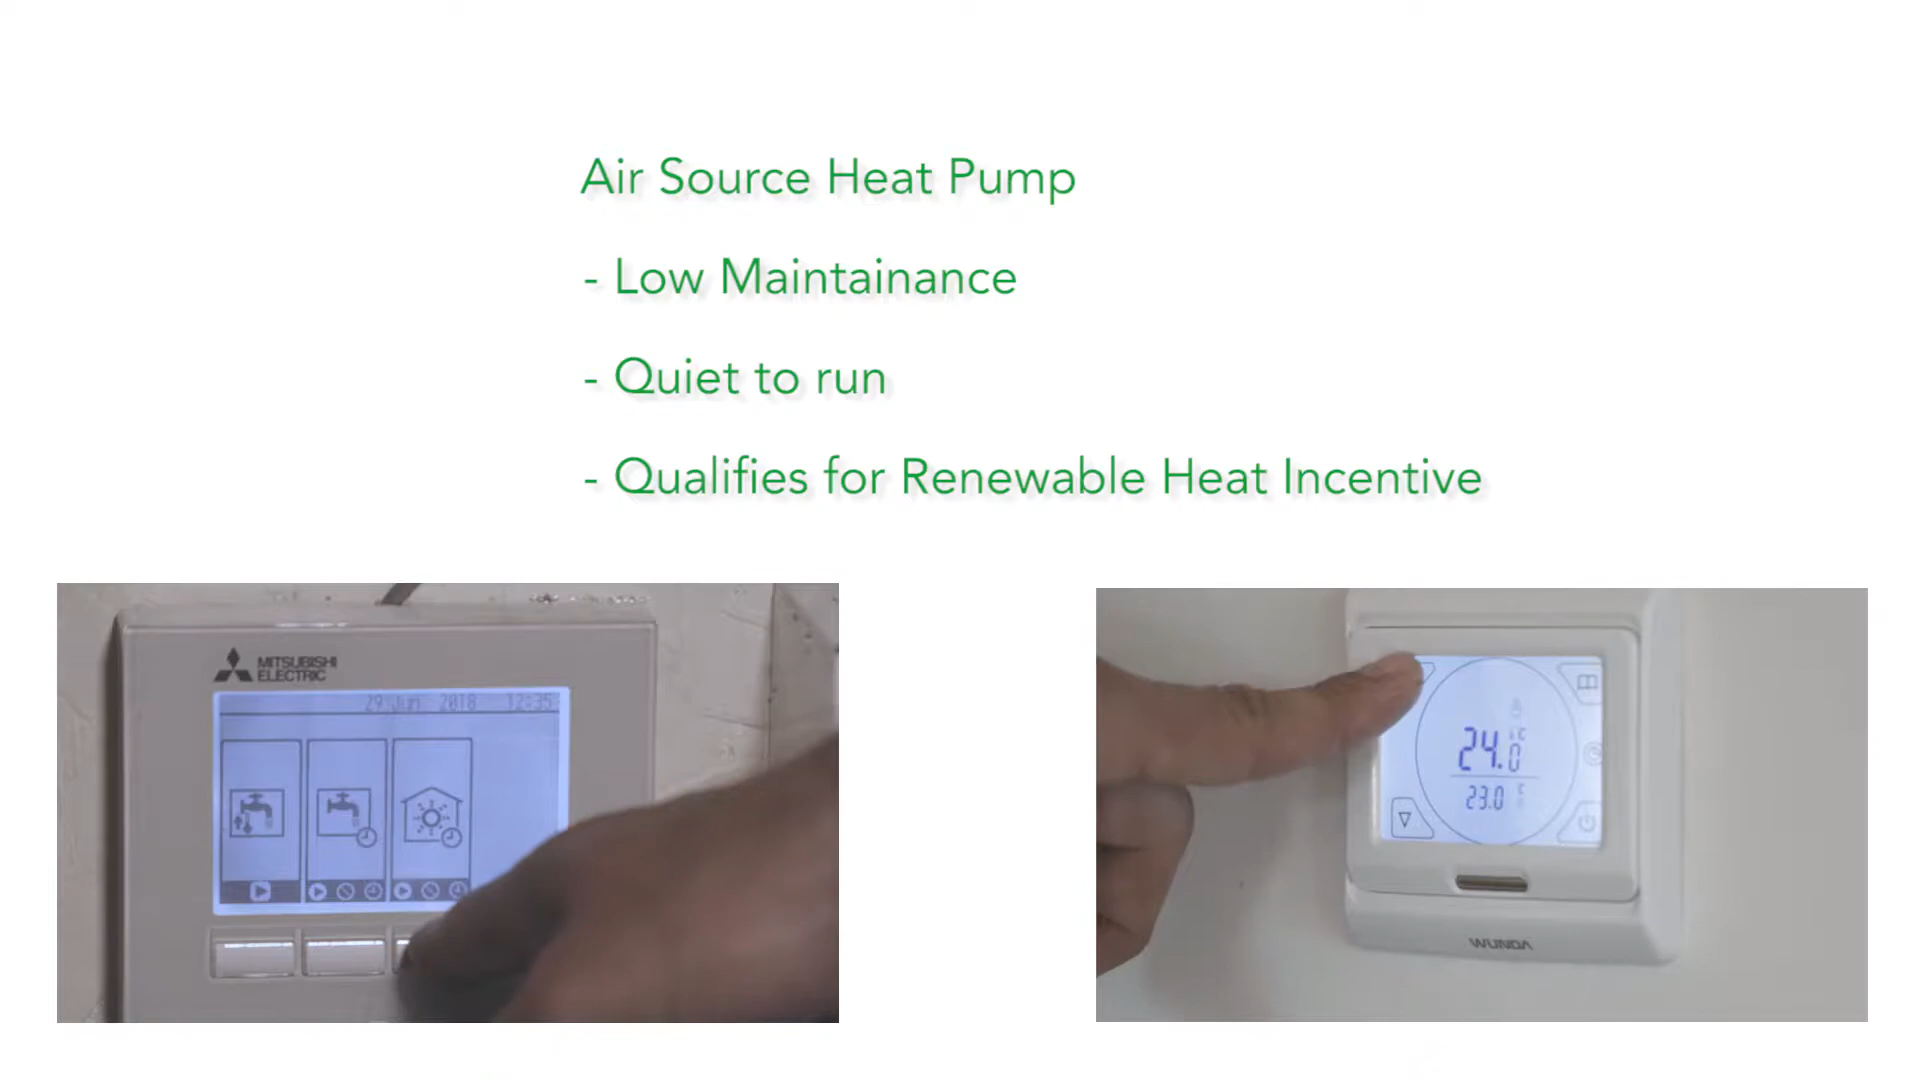 Air Source Heat Pump
- Low Maintainance
- Quiet to run
- Qualifies for Renewable Heat Incentive
MITSUBISHI
ELECTRIC
29 Jun 2018 12:35
24.0 °C
23.0
WUNDA